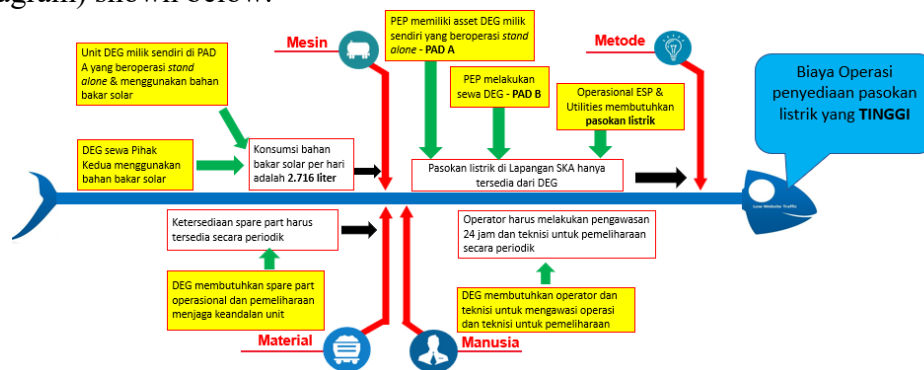 agram) shown below.
Mesin
Metode
Unit DEG milik sendiri di PAD
A yang beroperasi stand
alone & menggunakan bahan
bakar solar
DEG sewa Pihak
Kedua menggunakan
bahan bakar solar
Konsumsi bahan
bakar solar per hari
adalah 2.716 liter
PEP memiliki asset DEG milik
sendiri yang beroperasi stand
alone - PAD A
PEP melakukan
sewa DEG - PAD B
Operasional ESP &
Utilities membutuhkan
pasokan listrik
Pasokan listrik di Lapangan SKA hanya
tersedia dari DEG
Biaya Operasi
penyediaan pasokan
listrik yang TINGGI
Low Website Traffic
Ketersediaan spare part harus
tersedia secara periodik
DEG membutuhkan spare part
operasional dan pemeliharaan
menjaga keandalan unit
Operator harus melakukan pengawasan
24 jam dan teknisi untuk pemeliharaan
secara periodik
DEG membutuhkan operator dan
teknisi untuk mengawasi operasi
dan teknisi untuk pemeliharaan
Material
Manusia